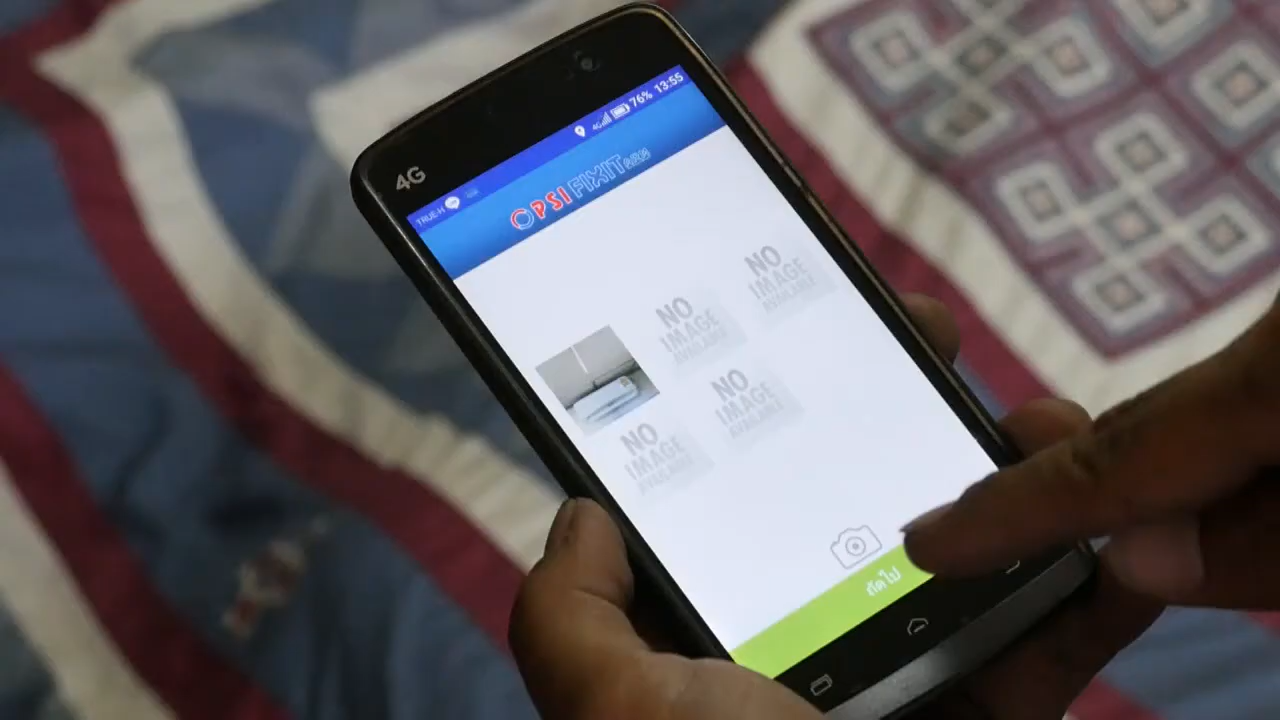 4G
TRUE-H
4G 76% 13:55
PSI FIXIT
NO IMAGE AVAILABLE
NO IMAGE AVAILABLE
NO IMAGE AVAILABLE
NO IMAGE AVAILABLE
ถัดไป